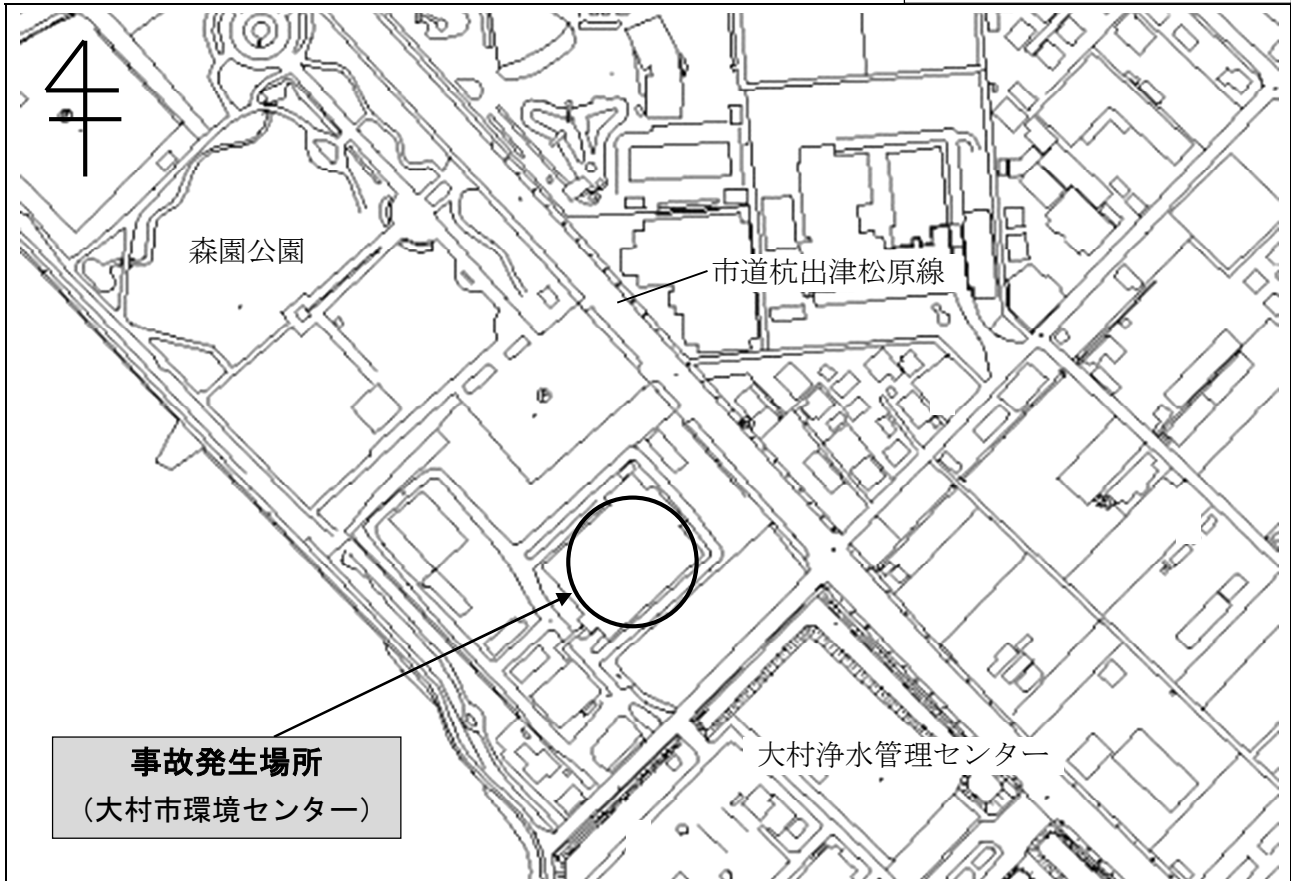 森園公園
市道杭出津松原線
Ⓟ
事故発生場所
（大村市環境センター）
大村浄水管理センター